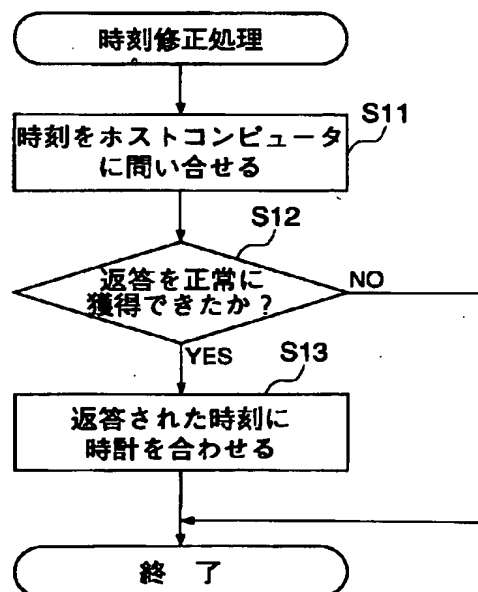 時刻修正処理
S11
時刻をホストコンピュータ
に問い合せる
S12
返答を正常に
獲得できたか？
NO
YES
S13
返答された時刻に
時計を合わせる
終 了